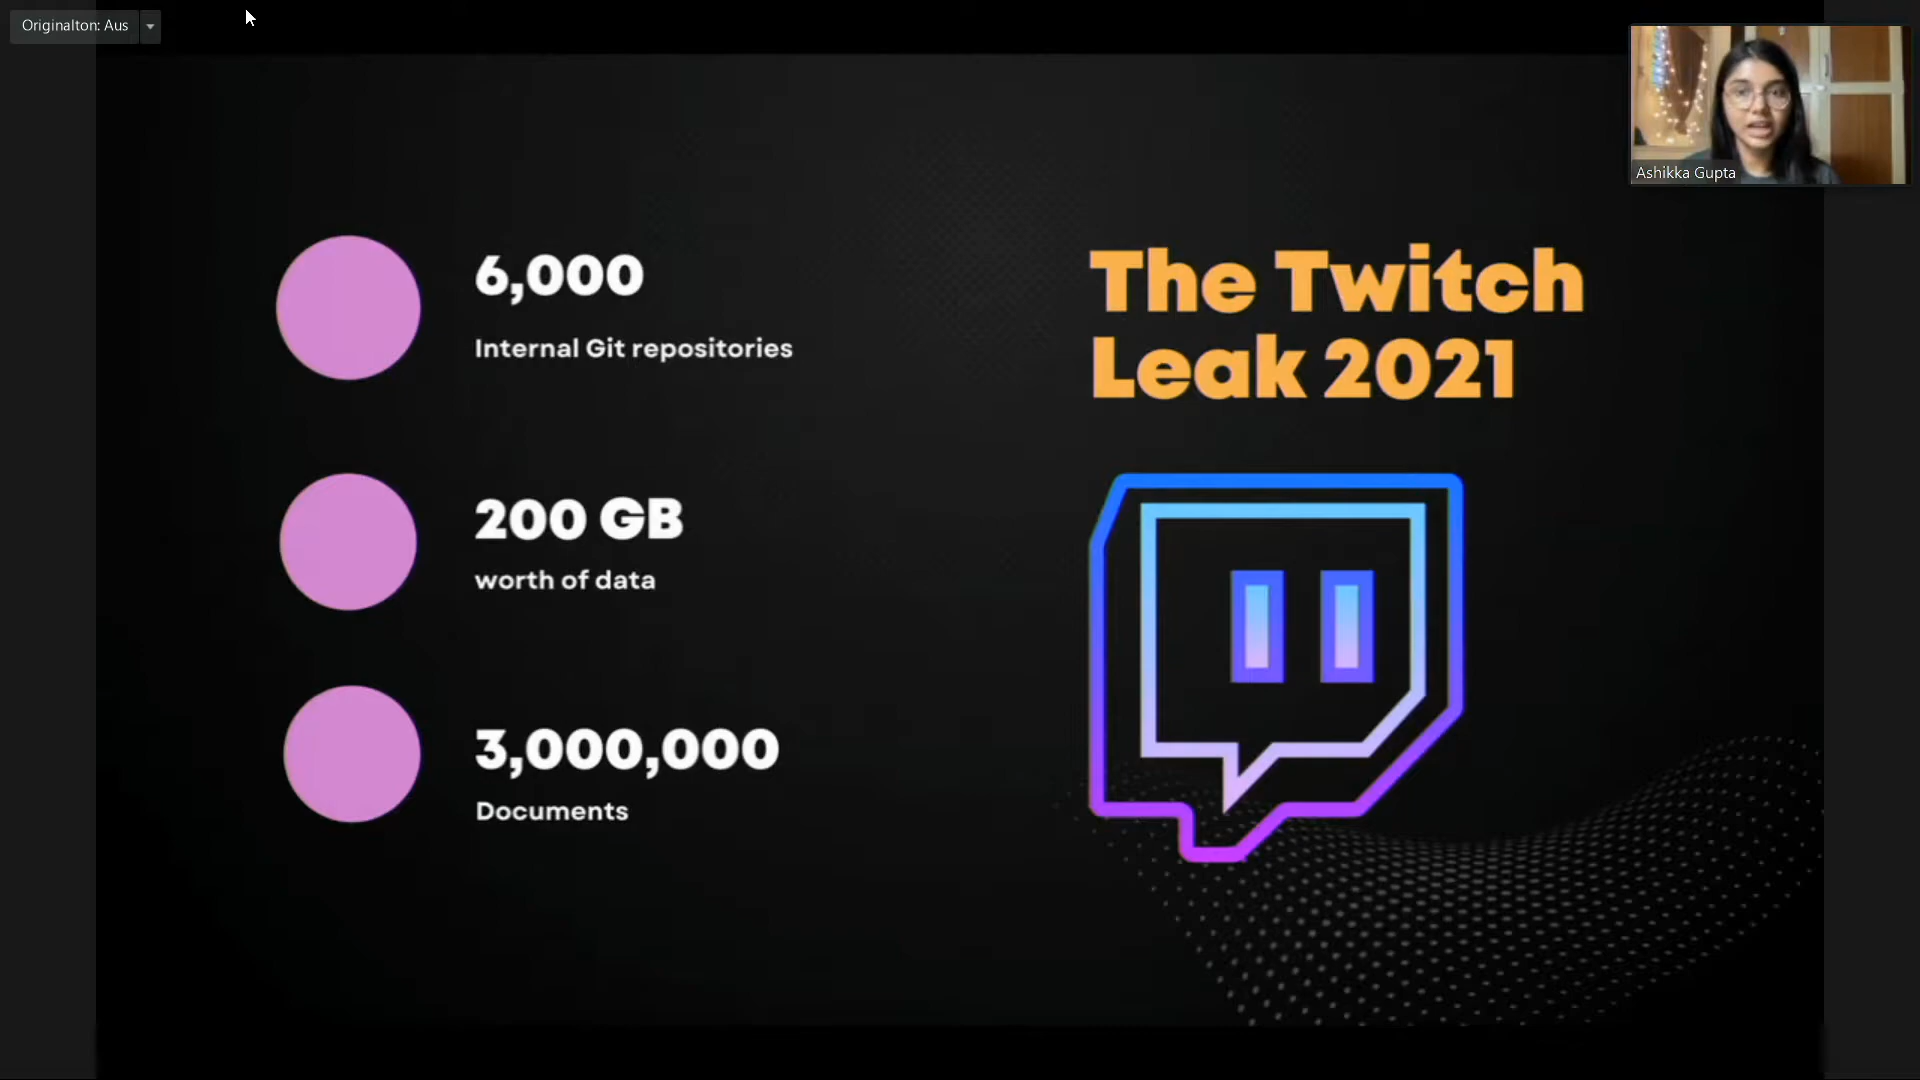 Originalton: Aus
Ashikka Gupta
6,000
Internal Git repositories
200 GB
worth of data
3,000,000
Documents
The Twitch
Leak 2021